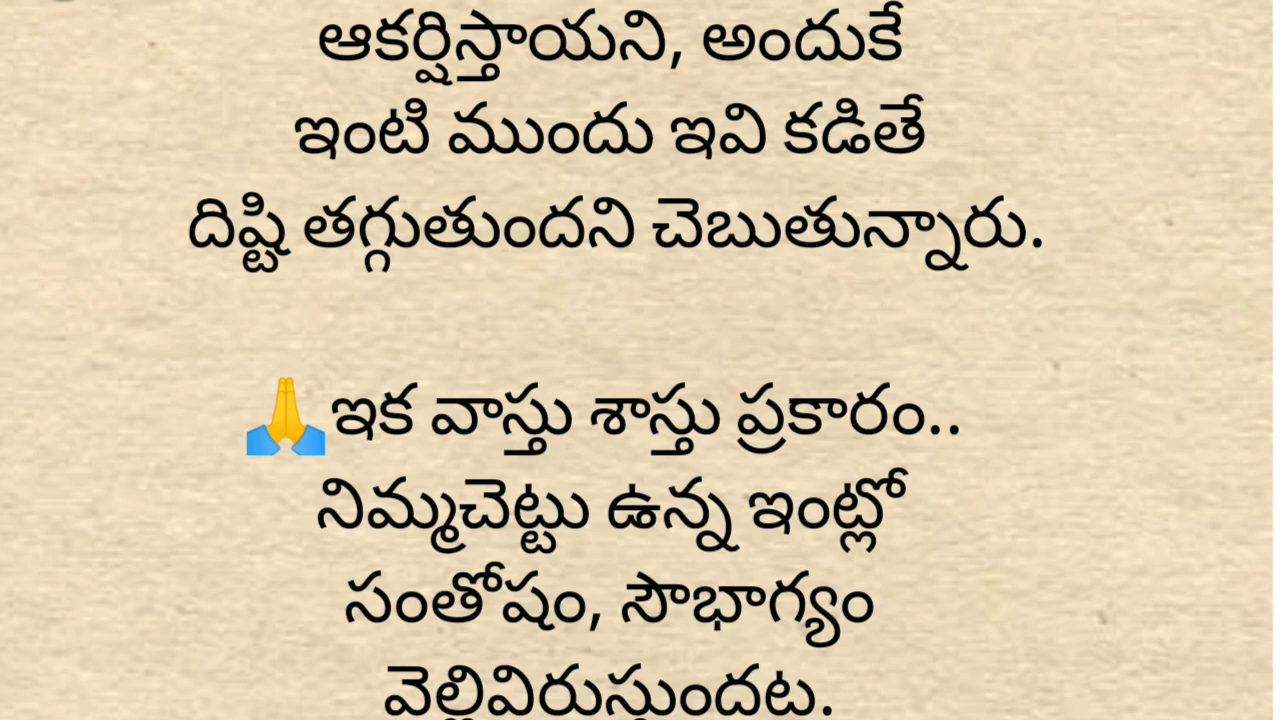 ఆకర్షిస్తాయని, అందుకే
ఇంటి ముందు ఇవి కడితే
దిష్టి తగ్గుతుందని చెబుతున్నారు.
🙏ఇక వాస్తు శాస్తు ప్రకారం..
నిమ్మచెట్టు ఉన్న ఇంట్లో
సంతోషం, సౌభాగ్యం
వెల్లివిరుస్తుందట.